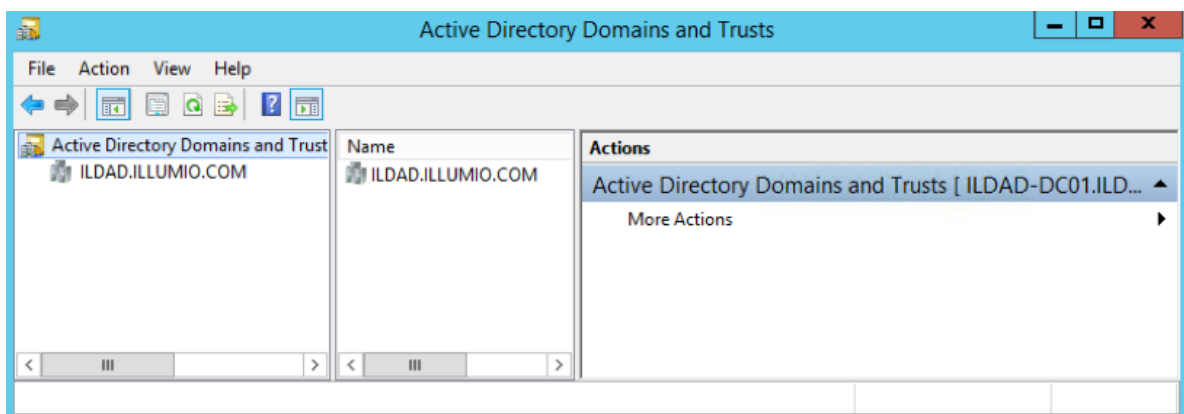 Active Directory Domains and Trusts
File Action View Help
Active Directory Domains and Trust
ILDAD.ILLUMIO.COM
Name
ILDAD.ILLUMIO.COM
Actions
Active Directory Domains and Trusts [ ILDAD-DC01.ILD...
More Actions